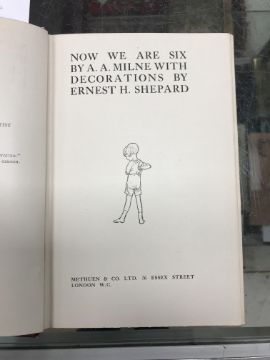 NOW WE ARE SIX
BY A. A. MILNE WITH
DECORATIONS BY
ERNEST H. SHEPARD
METHUEN & CO. LTD. 36 ESSEX STREET
LONDON W.C.